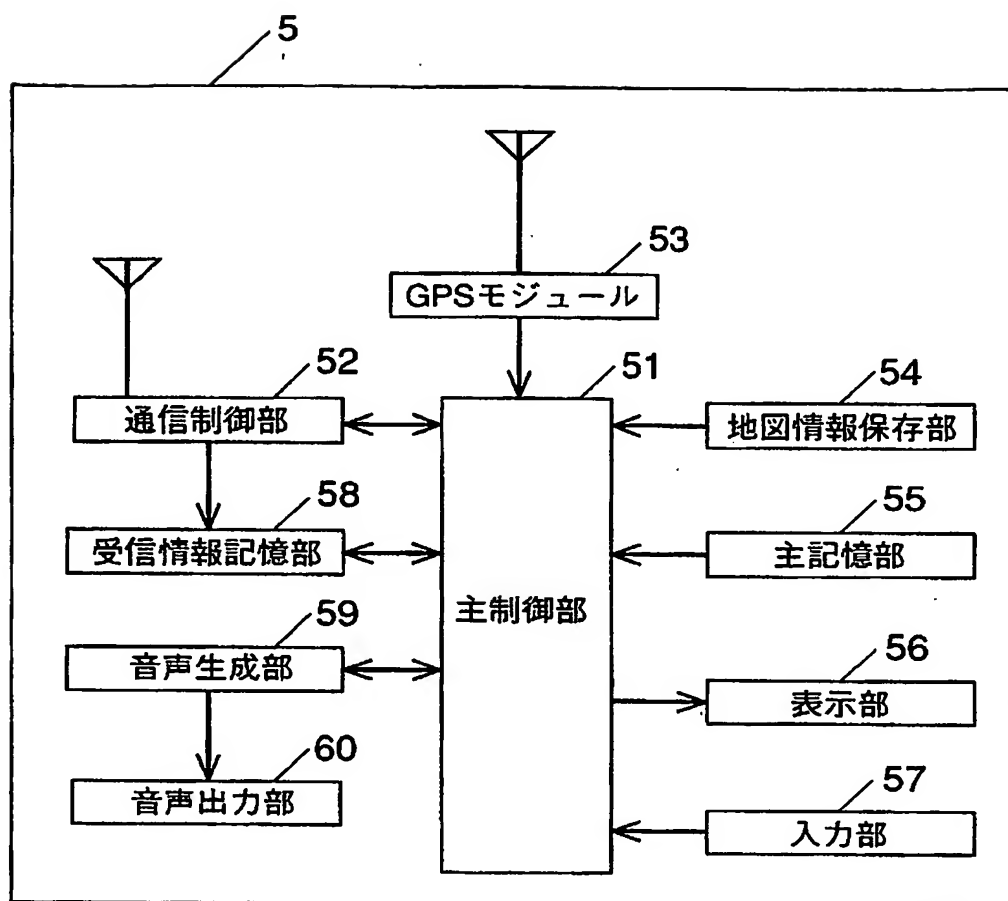 5
53
GPSモジュール
52
通信制御部
51
54
地図情報保存部
58
受信情報記憶部
55
主記憶部
主制御部
59
音声生成部
56
表示部
60
音声出力部
57
入力部